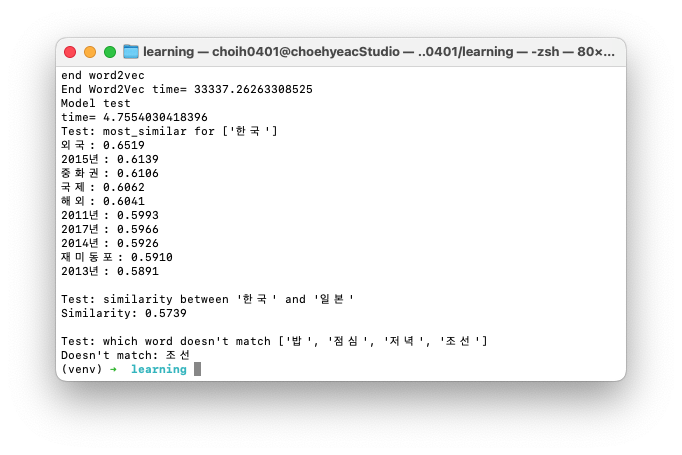 learning — choih0401@choehyeacStudio — ..0401/learning — -zsh — 80×...
end word2vec
End Word2Vec time= 33337.26263308525
Model test
time= 4.7554030418396
Test: most_similar for ['한국']
외국: 0.6519
2015년: 0.6139
중화권: 0.6106
국제: 0.6062
해외: 0.6041
2011년: 0.5993
2017년: 0.5966
2014년: 0.5926
재미동포: 0.5910
2013년: 0.5891

Test: similarity between '한국' and '일본'
Similarity: 0.5739

Test: which word doesn't match ['밥', '점심', '저녁', '조선']
Doesn't match: 조선
(venv) ➜  learning